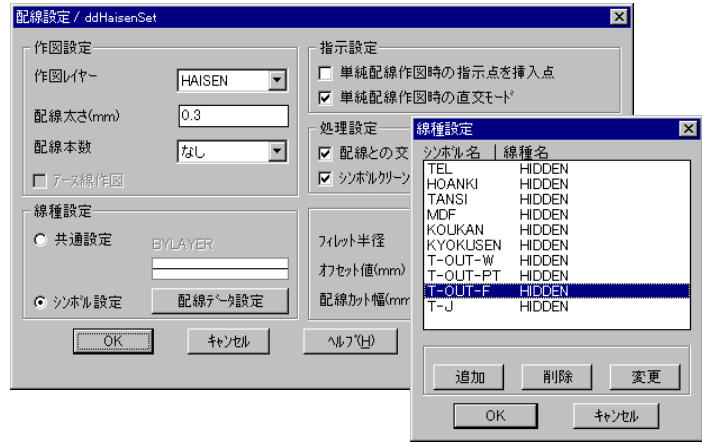 配線設定 / ddHaisenSet
作図設定
作図ﾚｲﾔｰ
HAISEN
配線太さ(mm)
0.3
配線本数
なし
アース線作図
線種設定
共通設定
BYLAYER
ｼﾝﾎﾞﾙ設定
配線ﾃﾞｰﾀ設定
指示設定
単純配線作図時の指示点を挿入点
単純配線作図時の直交ﾓｰﾄﾞ
処理設定
配線との交
ｼﾝﾎﾞﾙｸﾘｰﾝ
ﾌｨﾚｯﾄ半径
ｵﾌｾｯﾄ値(mm)
配線ｶｯﾄ幅(mm
OK
ｷｬﾝｾﾙ
ﾍﾙﾌﾟ(H)
線種設定
ｼﾝﾎﾞﾙ名 | 線種名
TEL HIDDEN
HOANKI HIDDEN
TANSI HIDDEN
MDF HIDDEN
KOUKAN HIDDEN
KYOKUSEN HIDDEN
T-OUT-W HIDDEN
T-OUT-PT HIDDEN
T-OUT-F HIDDEN
T-J HIDDEN
追加
削除
変更
OK
ｷｬﾝｾﾙ